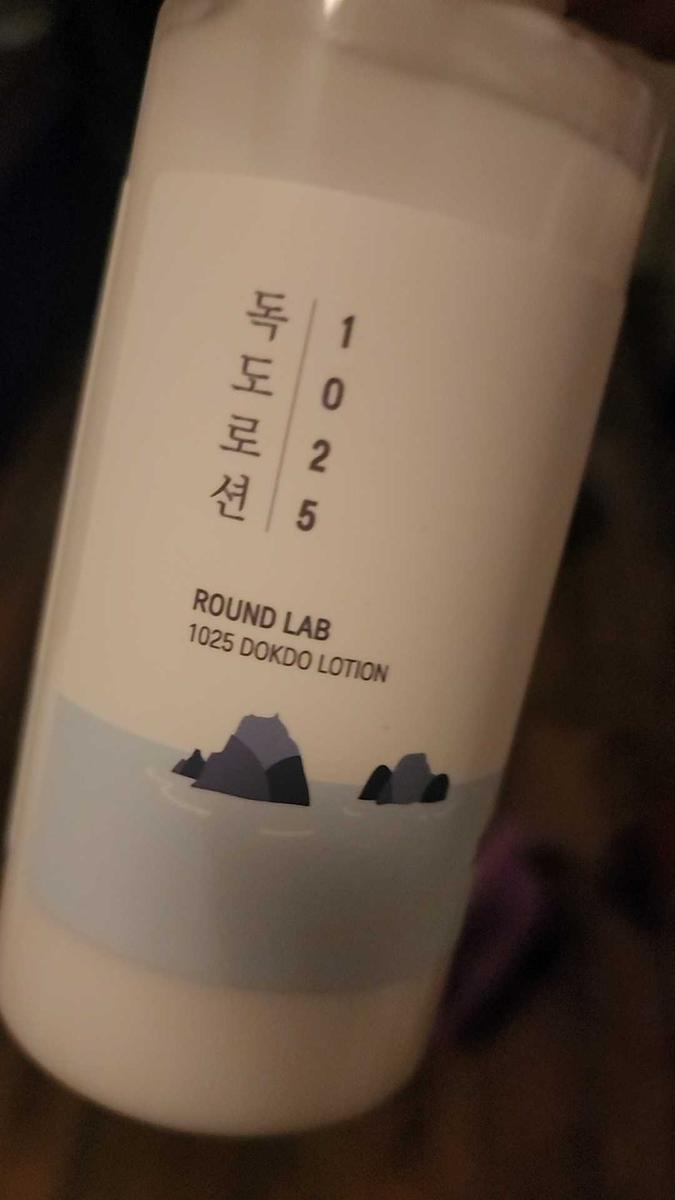 독도로션
1025
ROUND LAB
1025 DOKDO LOTION